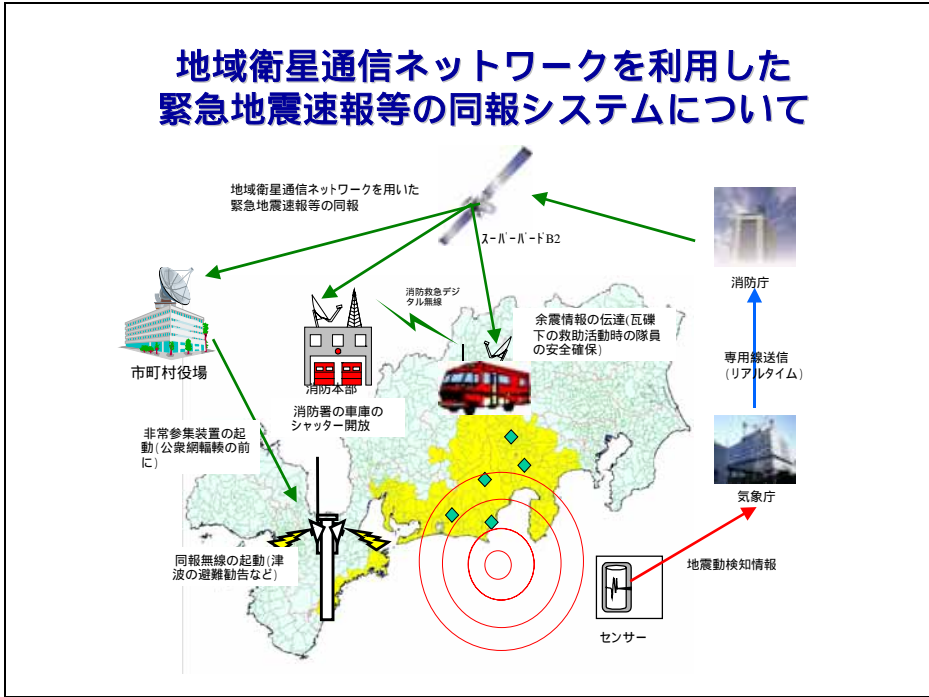 地域衛星通信ネットワークを利用した
緊急地震速報等の同報システムについて
地域衛星通信ネットワークを用いた
緊急地震速報等の同報
スーパーバードB2
消防庁
消防救急デジ
タル無線
余震情報の伝達(瓦礫
下の救助活動時の隊員
の安全確保)
専用線送信
(リアルタイム)
市町村役場
消防本部
消防署の車庫の
シャッター開放
非常参集装置の起
動(公衆網輻輳の前
に)
気象庁
同報無線の起動(津
波の避難勧告など)
地震動検知情報
センサー